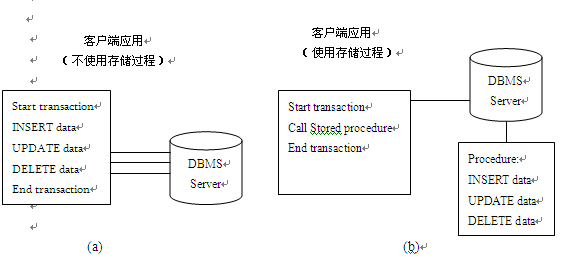 客户端应用
（不使用存储过程）
Start transaction
INSERT data
UPDATE data
DELETE data
End transaction
DBMS
Server
(a)
客户端应用
（使用存储过程）
Start transaction
Call Stored procedure
End transaction
DBMS
Server
Procedure:
INSERT data
UPDATE data
DELETE data
(b)